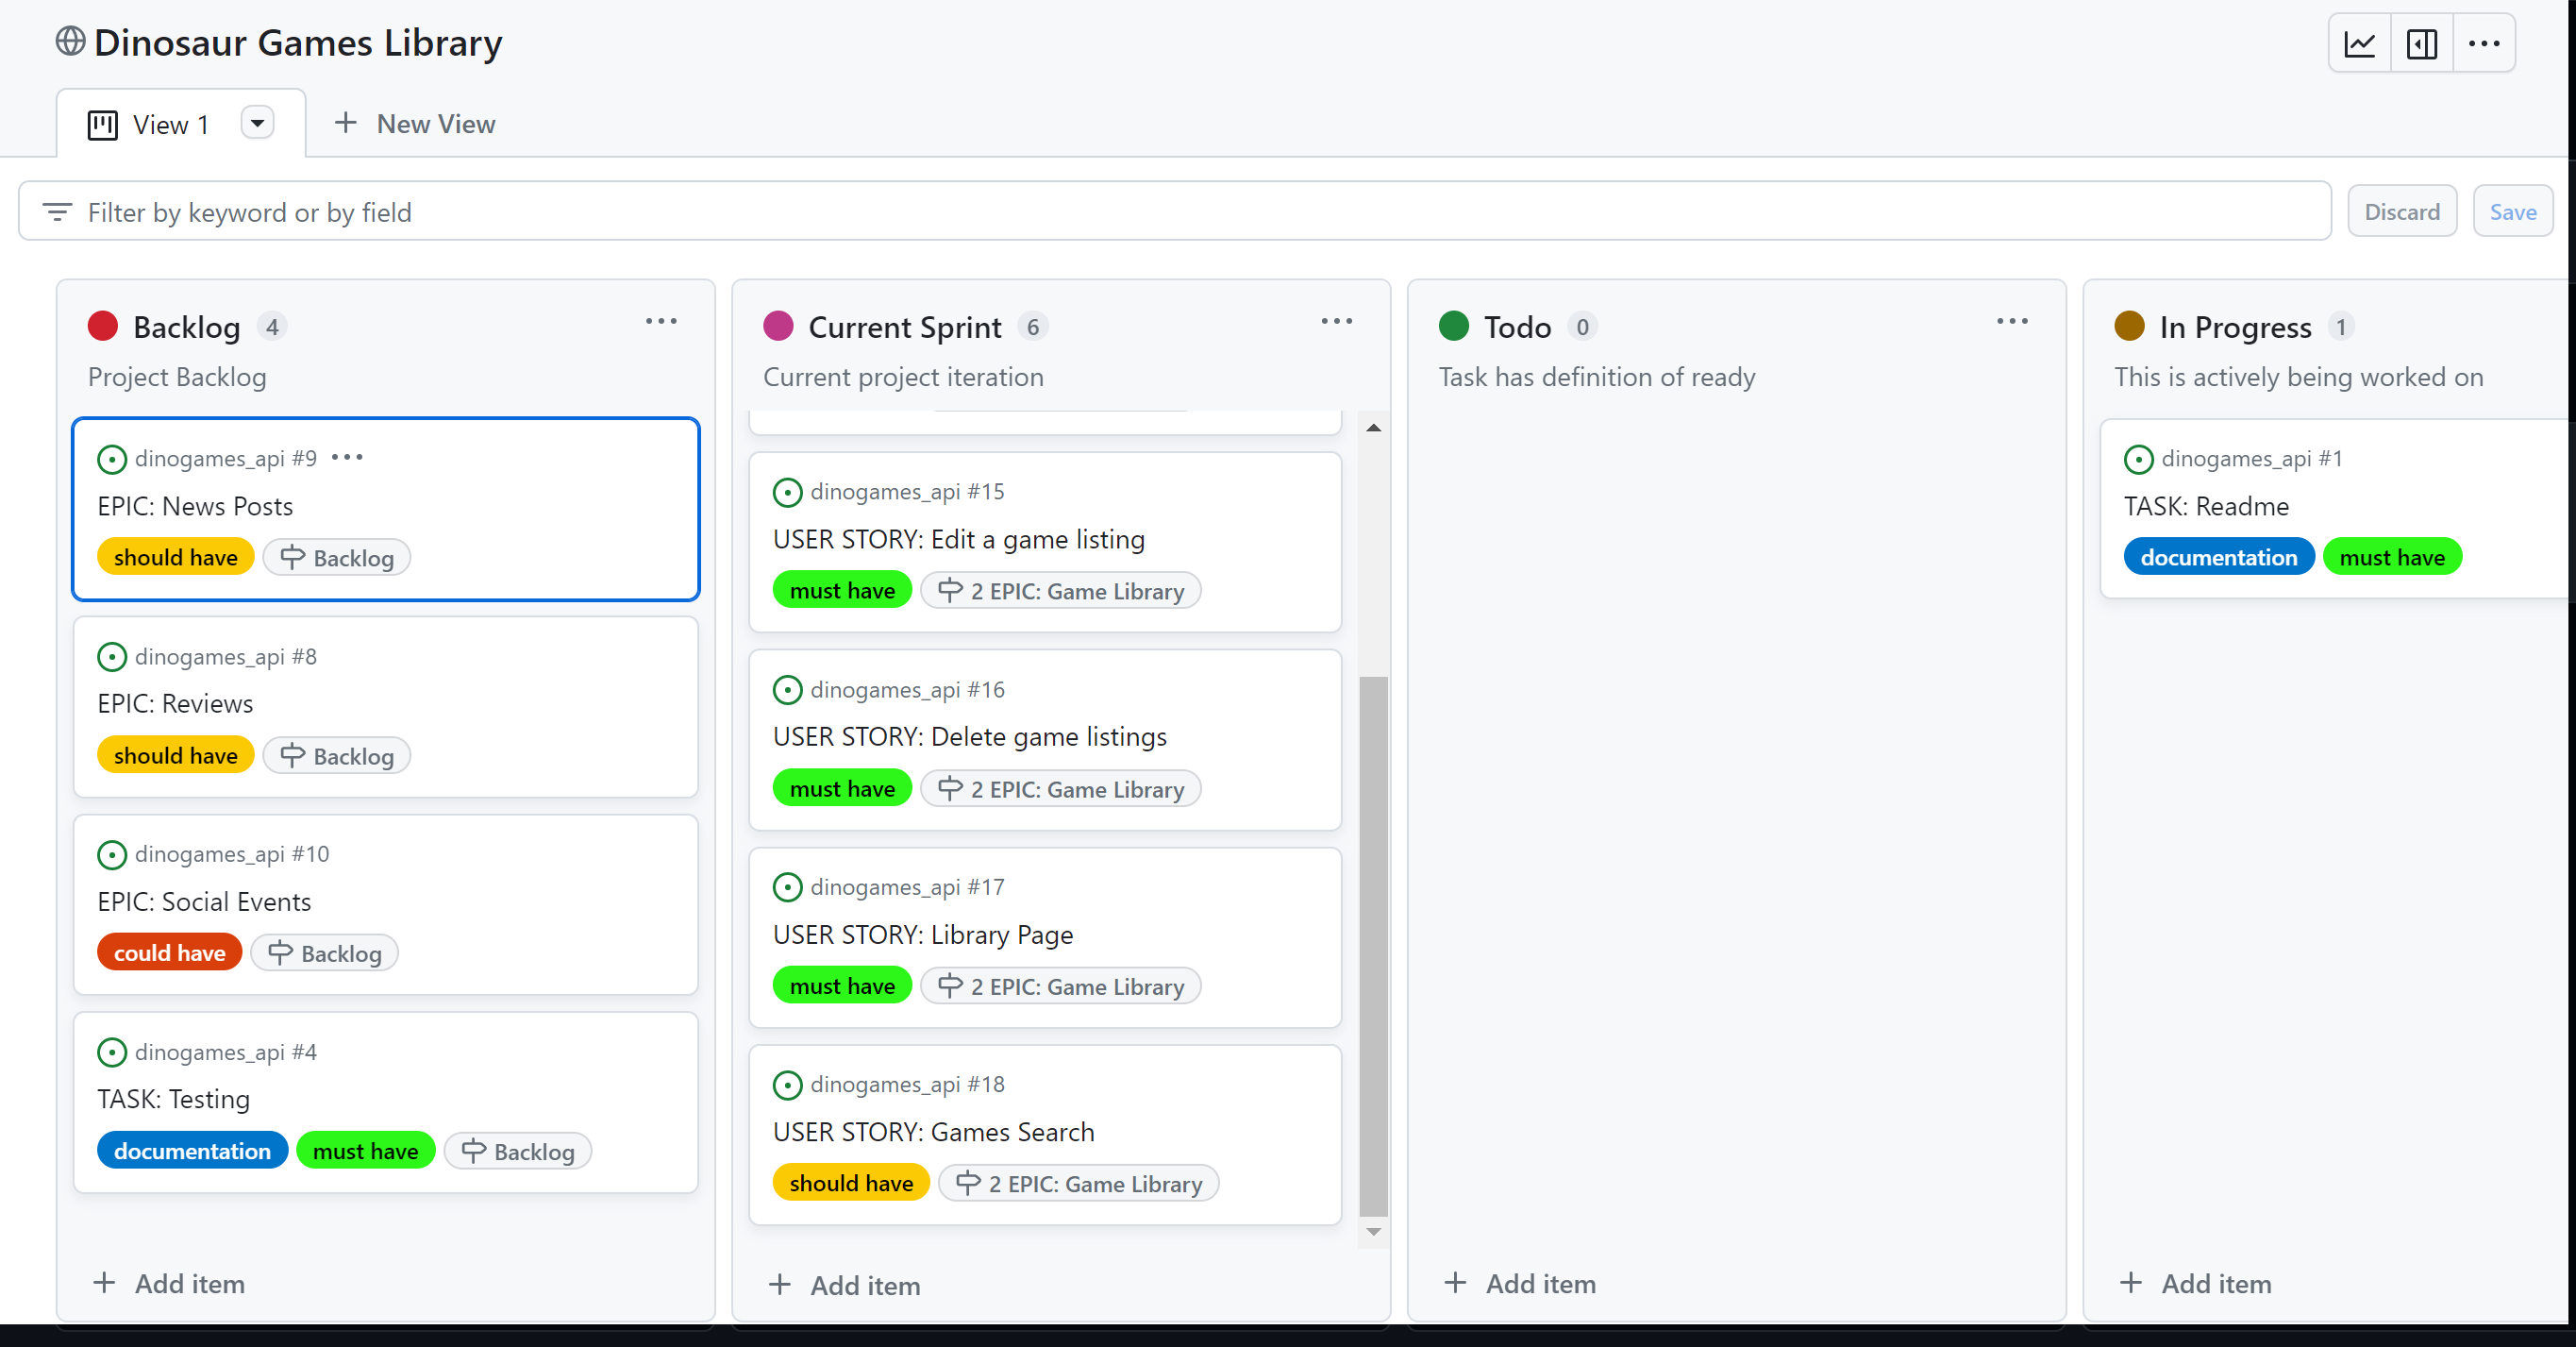 Dinosaur Games Library
View 1
New View
Filter by keyword or by field
Discard
Save
Backlog 4
Project Backlog
dinogames_api #9
EPIC: News Posts
should have Backlog
dinogames_api #8
EPIC: Reviews
should have Backlog
dinogames_api #10
EPIC: Social Events
could have Backlog
dinogames_api #4
TASK: Testing
documentation must have Backlog
Add item
Current Sprint 6
Current project iteration
dinogames_api #15
USER STORY: Edit a game listing
must have 2 EPIC: Game Library
dinogames_api #16
USER STORY: Delete game listings
must have 2 EPIC: Game Library
dinogames_api #17
USER STORY: Library Page
must have 2 EPIC: Game Library
dinogames_api #18
USER STORY: Games Search
should have 2 EPIC: Game Library
Add item
Todo 0
Task has definition of ready
Add item
In Progress 1
This is actively being worked on
dinogames_api #1
TASK: Readme
documentation must have
Add item